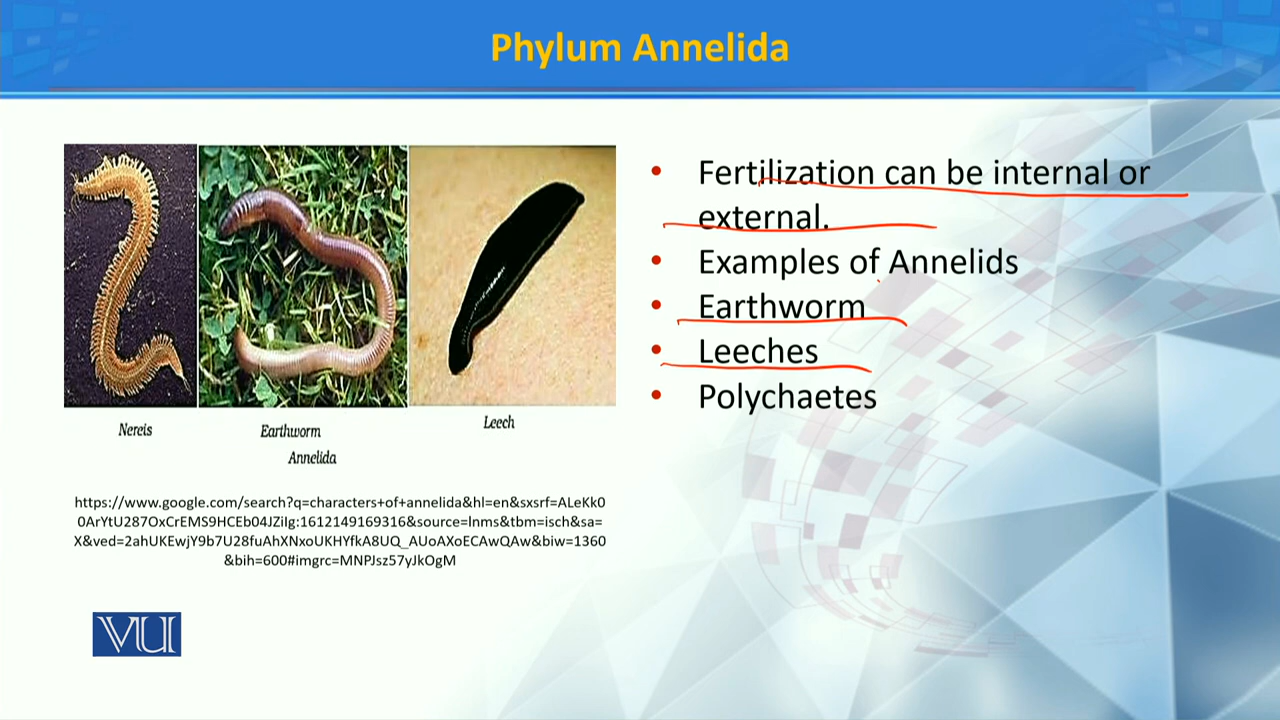 Phylum Annelida
• Fertilization can be internal or
external.
• Examples of Annelids
• Earthworm
• Leeches
• Polychaetes
Nereis
Earthworm
Leech
Annelida
https://www.google.com/search?q=characters+of+annelida&hl=en&sxsrf=ALeKk0
0ArYtU287OxCrEMS9HCEb04JZiIg:1612149169316&source=lnms&tbm=isch&sa=
X&ved=2ahUKEwjY9b7U28fuAhXNxoUKHYfkA8UQ_AUoAXoECAwQAw&biw=1360
&bih=600#imgrc=MNPJsz57yJkOgM
VU